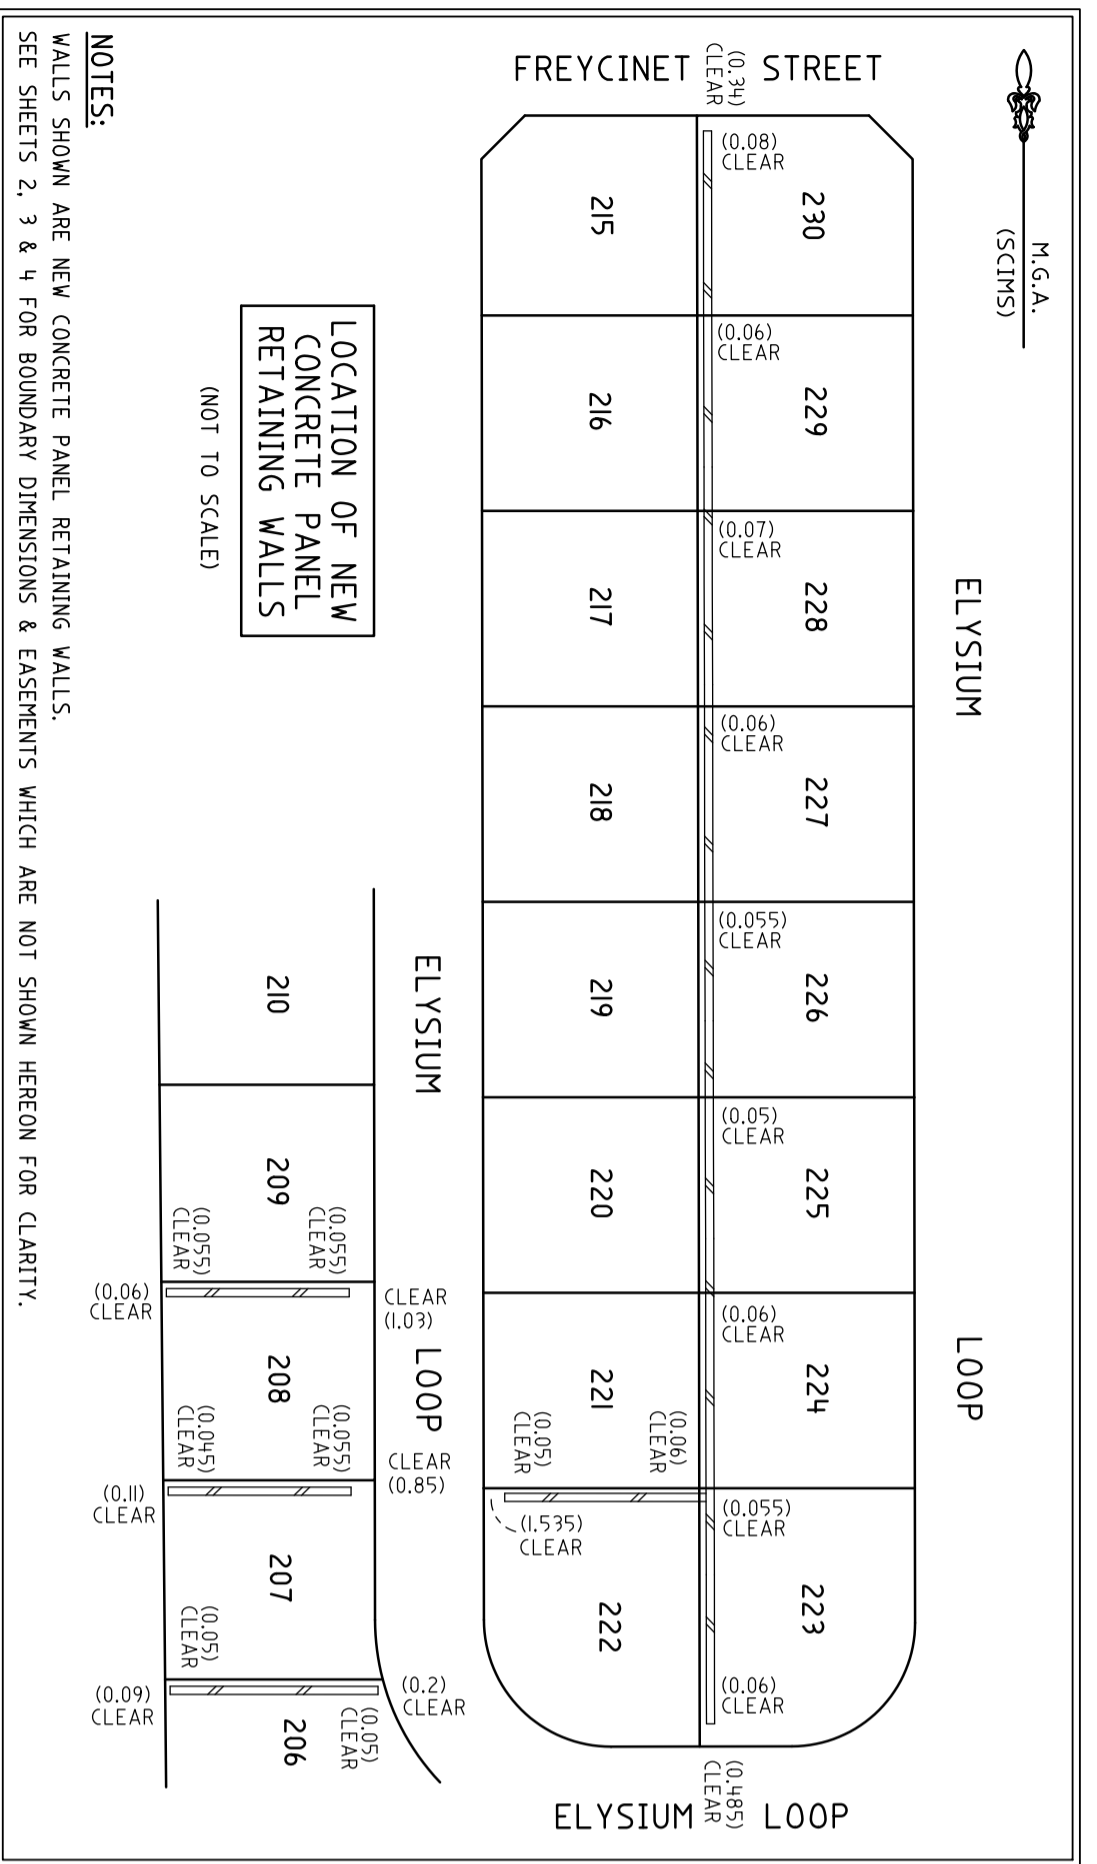 M.G.A.
(SCIMS)
FREYCINET STREET
(0.34)
CLEAR
ELYSIUM
LOOP
230
229
228
227
226
225
224
223
(0.08)
CLEAR
(0.06)
CLEAR
(0.07)
CLEAR
(0.06)
CLEAR
(0.055)
CLEAR
(0.05)
CLEAR
(0.06)
CLEAR
(0.055)
CLEAR
(0.06)
CLEAR
215
216
217
218
219
220
221
222
(0.06)
CLEAR
(0.05)
CLEAR
(1.535)
CLEAR
(0.485)
CLEAR
ELYSIUM LOOP
ELYSIUM
LOOP
CLEAR
(1.03)
CLEAR
(0.85)
(0.2)
CLEAR
210
209
208
207
206
(0.055)
CLEAR
(0.055)
CLEAR
(0.055)
CLEAR
(0.045)
CLEAR
(0.05)
CLEAR
(0.05)
CLEAR
(0.06)
CLEAR
(0.11)
CLEAR
(0.09)
CLEAR
LOCATION OF NEW
CONCRETE PANEL
RETAINING WALLS
(NOT TO SCALE)
NOTES:
WALLS SHOWN ARE NEW CONCRETE PANEL RETAINING WALLS.
SEE SHEETS 2, 3 & 4 FOR BOUNDARY DIMENSIONS & EASEMENTS WHICH ARE NOT SHOWN HEREON FOR CLARITY.